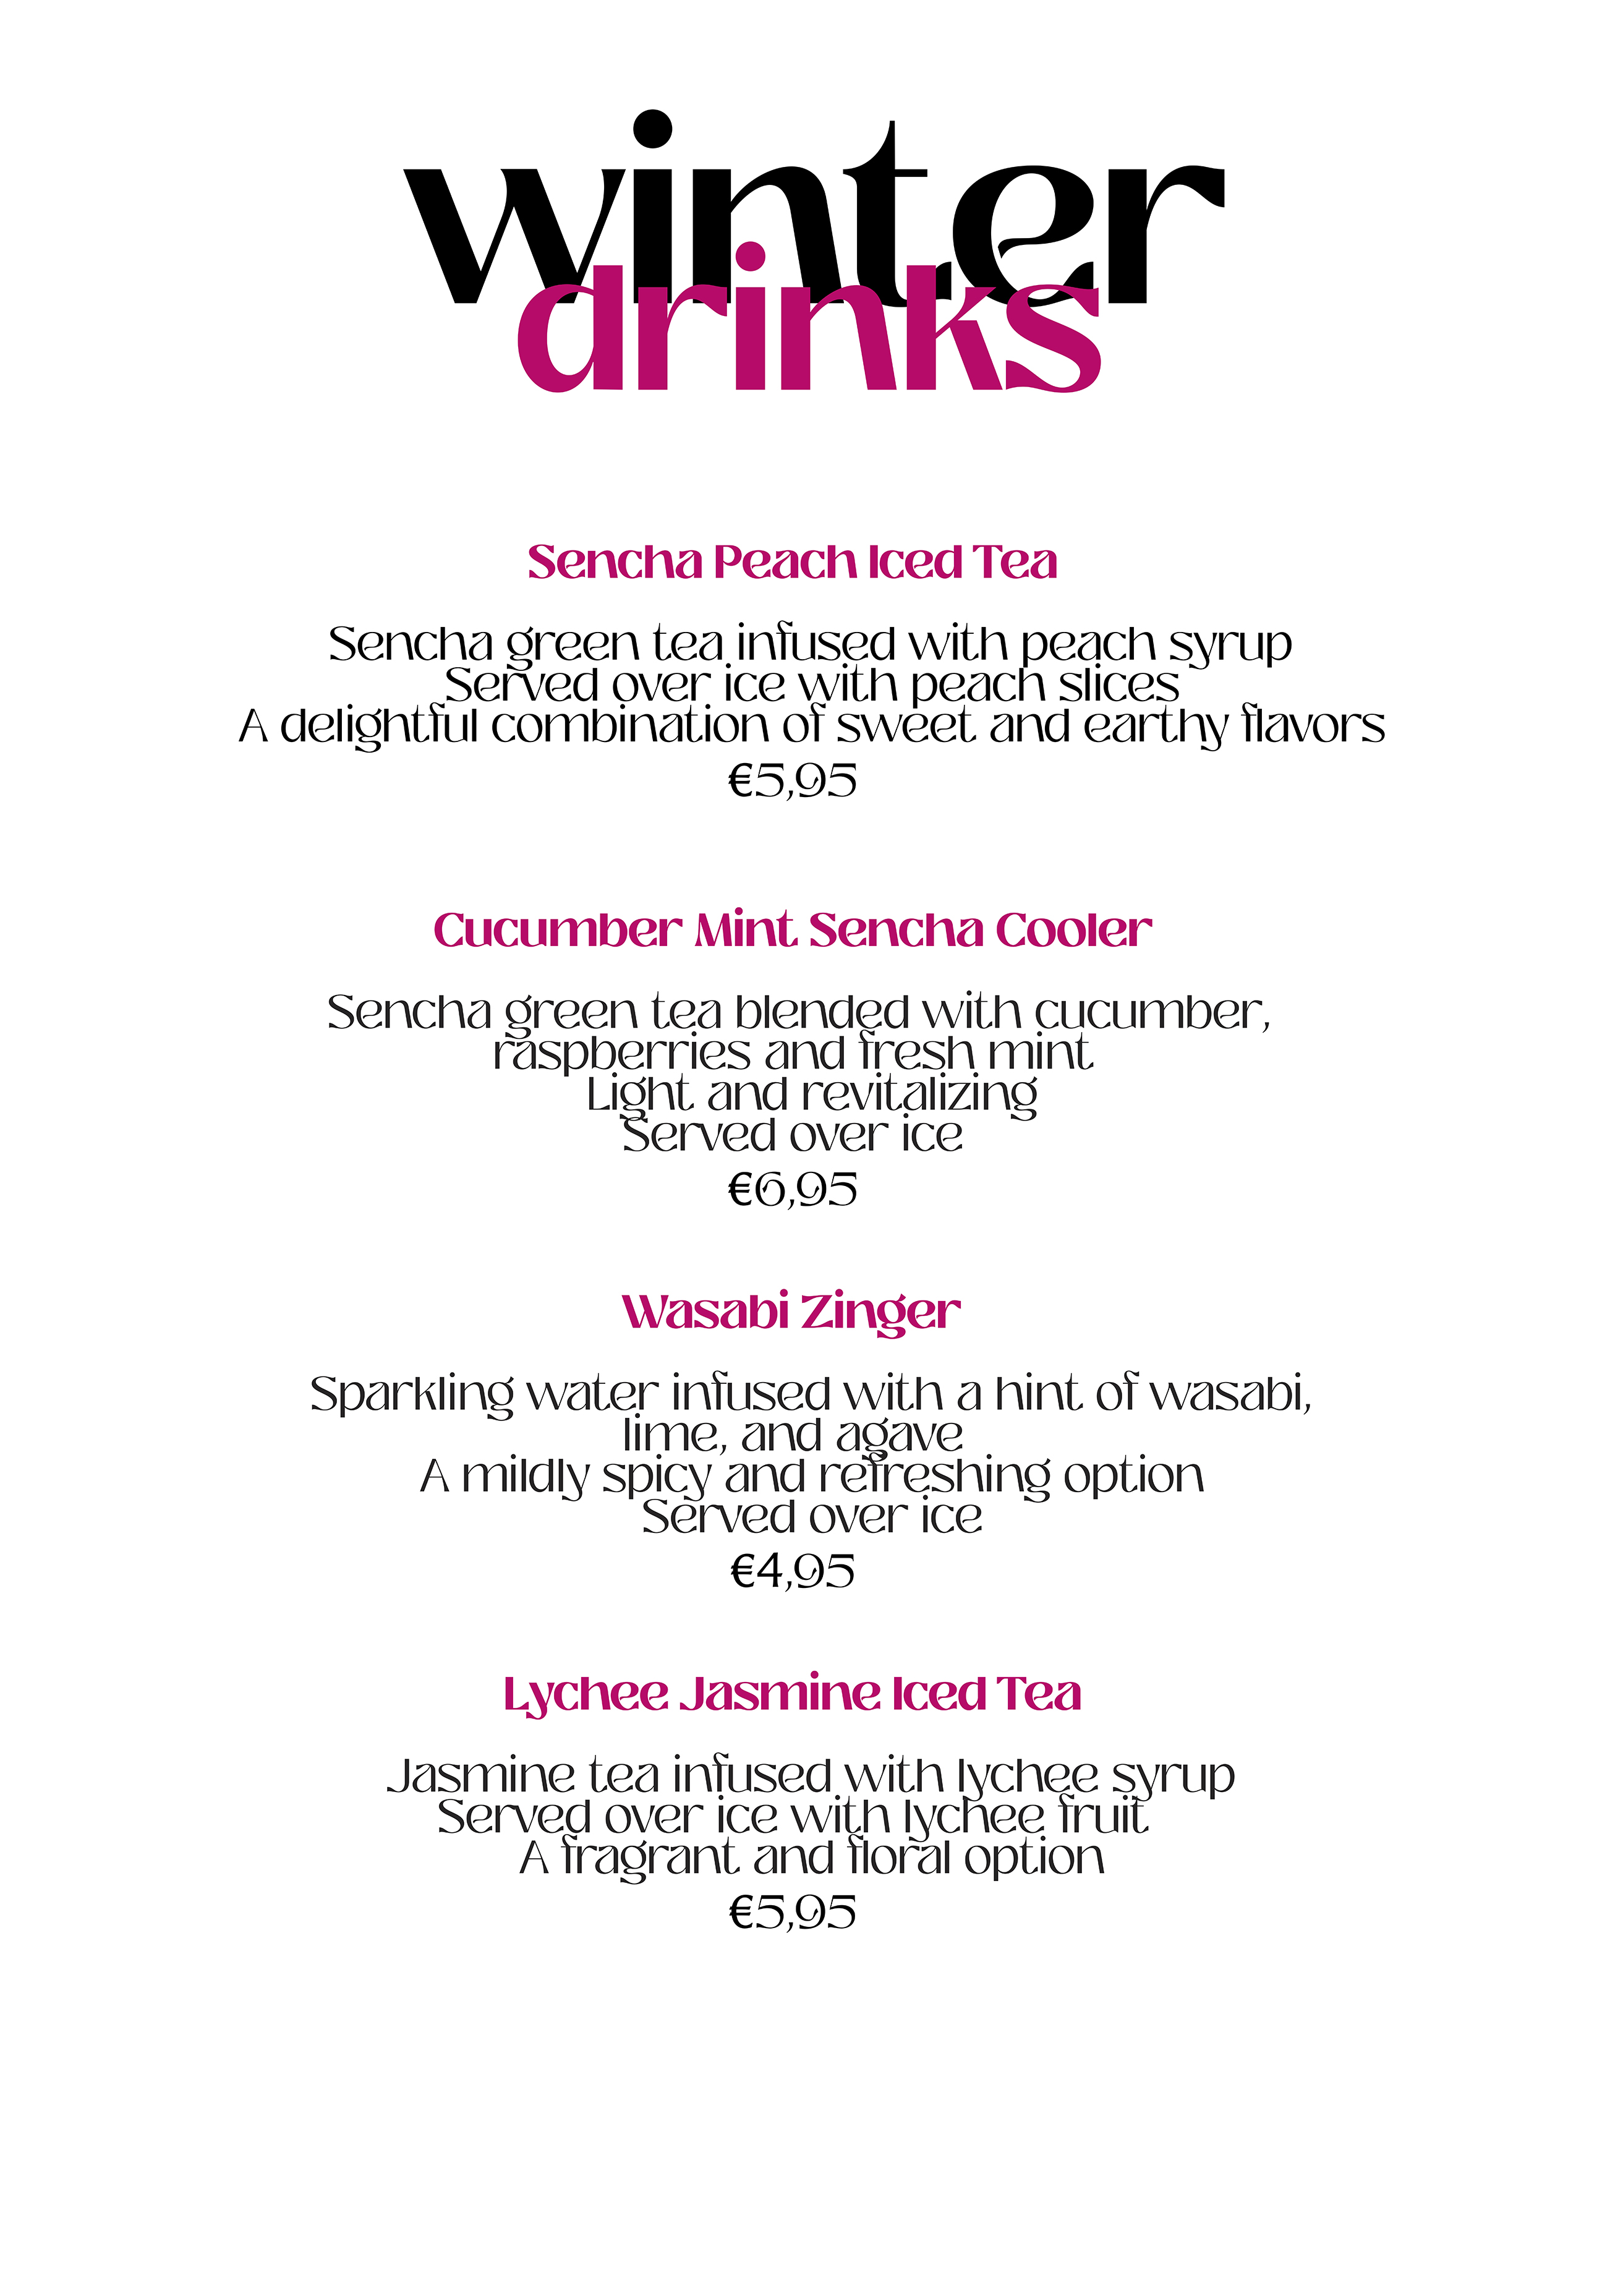 winter
drinks
Sencha Peach Iced Tea
Sencha green tea infused with peach syrup
Served over ice with peach slices
A delightful combination of sweet and earthy flavors
€5,95
Cucumber Mint Sencha Cooler
Sencha green tea blended with cucumber,
raspberries and fresh mint
Light and revitalizing
Served over ice
€6,95
Wasabi Zinger
Sparkling water infused with a hint of wasabi,
lime, and agave
A mildly spicy and refreshing option
Served over ice
€4,95
Lychee Jasmine Iced Tea
Jasmine tea infused with lychee syrup
Served over ice with lychee fruit
A fragrant and floral option
€5,95